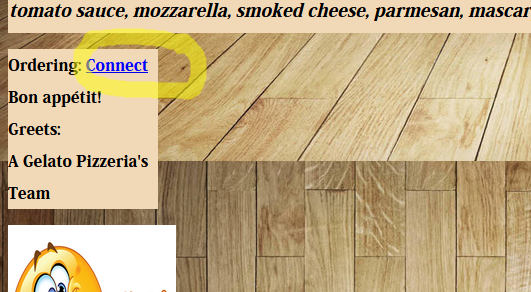 tomato sauce, mozzarella, smoked cheese, parmesan, mascar
Ordering: Connect
Bon appétit!
Greets:
A Gelato Pizzeria's
Team